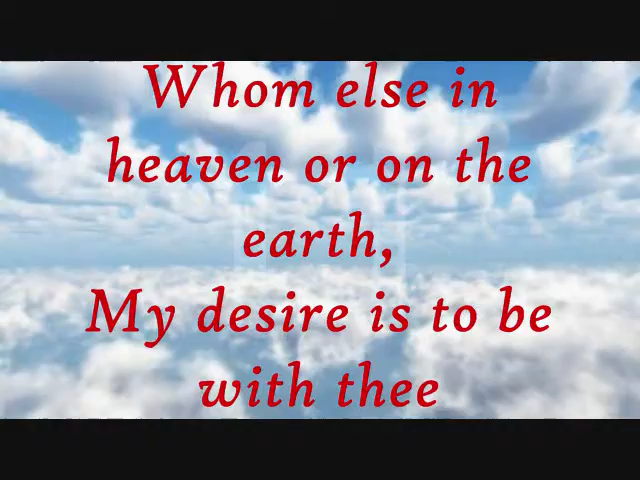 Whom else in
heaven or on the
earth,
My desire is to be
with thee